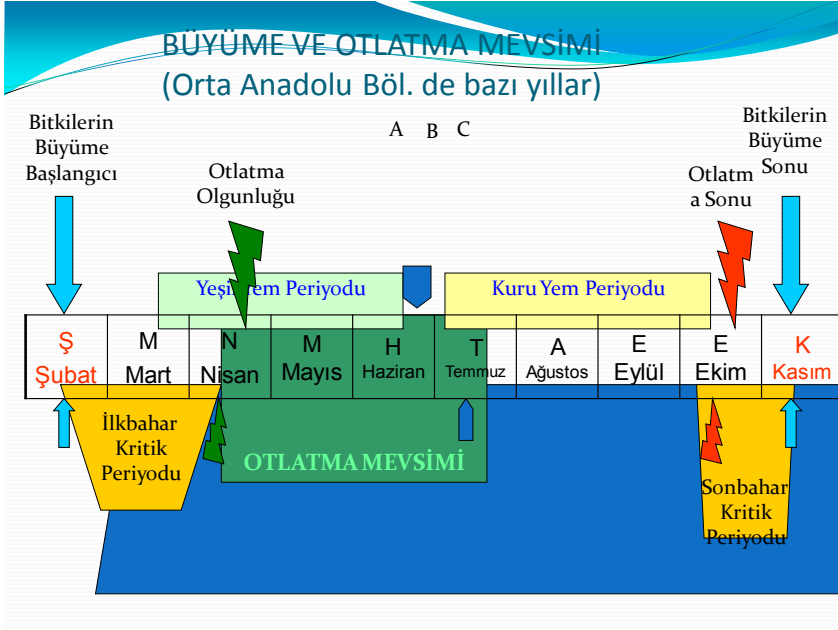 BÜYÜME VE OTLATMA MEVSİMİ
(Orta Anadolu Böl. de bazı yıllar)
Bitkilerin
Büyüme
Başlangıcı
Otlatma
Olgunluğu
A B C
Otlatm
a Sonu
Bitkilerin
Büyüme
Sonu
Yeşil Yem Periyodu
Kuru Yem Periyodu
Ş M N M H T A E E K
Şubat Mart Nisan Mayıs Haziran Temmuz Ağustos Eylül Ekim Kasım
İlkbahar
Kritik
Periyodu
OTLATMA MEVSİMİ
Sonbahar
Kritik
Periyodu